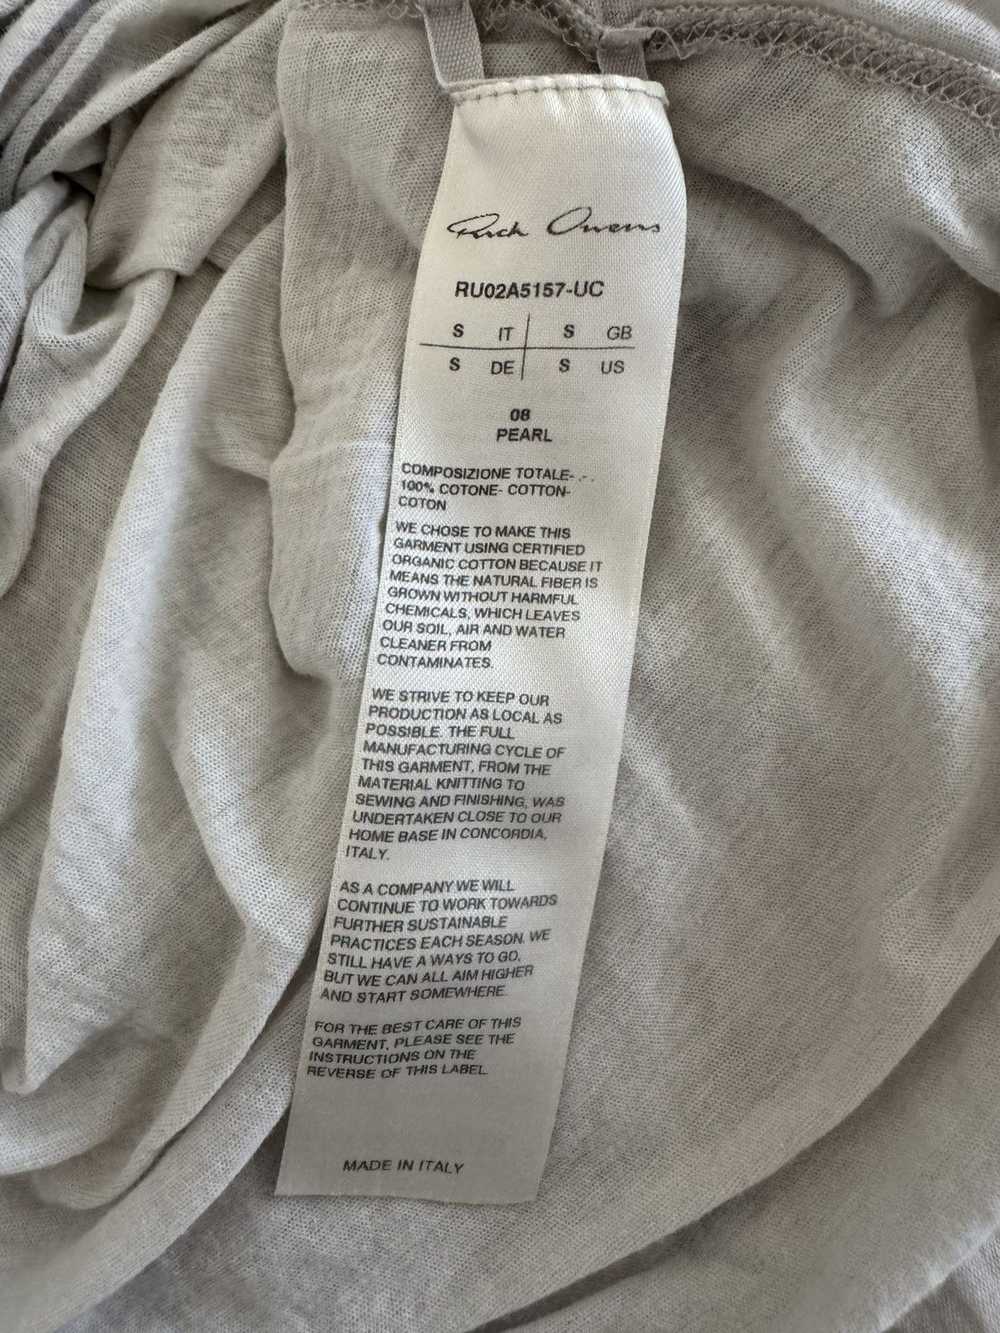 Rick Owens
RU02A5157-UC
S IT S GB
S DE S US
08
PEARL
COMPOSIZIONE TOTALE- - -
100% COTONE- COTTON-
COTON
WE CHOSE TO MAKE THIS
GARMENT USING CERTIFIED
ORGANIC COTTON BECAUSE IT
MEANS THE NATURAL FIBER IS
GROWN WITHOUT HARMFUL
CHEMICALS, WHICH LEAVES
OUR SOIL, AIR AND WATER
CLEANER FROM
CONTAMINATES.
WE STRIVE TO KEEP OUR
PRODUCTION AS LOCAL AS
POSSIBLE. THE FULL
MANUFACTURING CYCLE OF
THIS GARMENT, FROM THE
MATERIAL KNITTING TO
SEWING AND FINISHING, WAS
UNDERTAKEN CLOSE TO OUR
HOME BASE IN CONCORDIA,
ITALY.
AS A COMPANY WE WILL
CONTINUE TO WORK TOWARDS
FURTHER SUSTAINABLE
PRACTICES EACH SEASON. WE
STILL HAVE A WAYS TO GO,
BUT WE CAN ALL AIM HIGHER
AND START SOMEWHERE.
FOR THE BEST CARE OF THIS
GARMENT, PLEASE SEE THE
INSTRUCTIONS ON THE
REVERSE OF THIS LABEL.
MADE IN ITALY